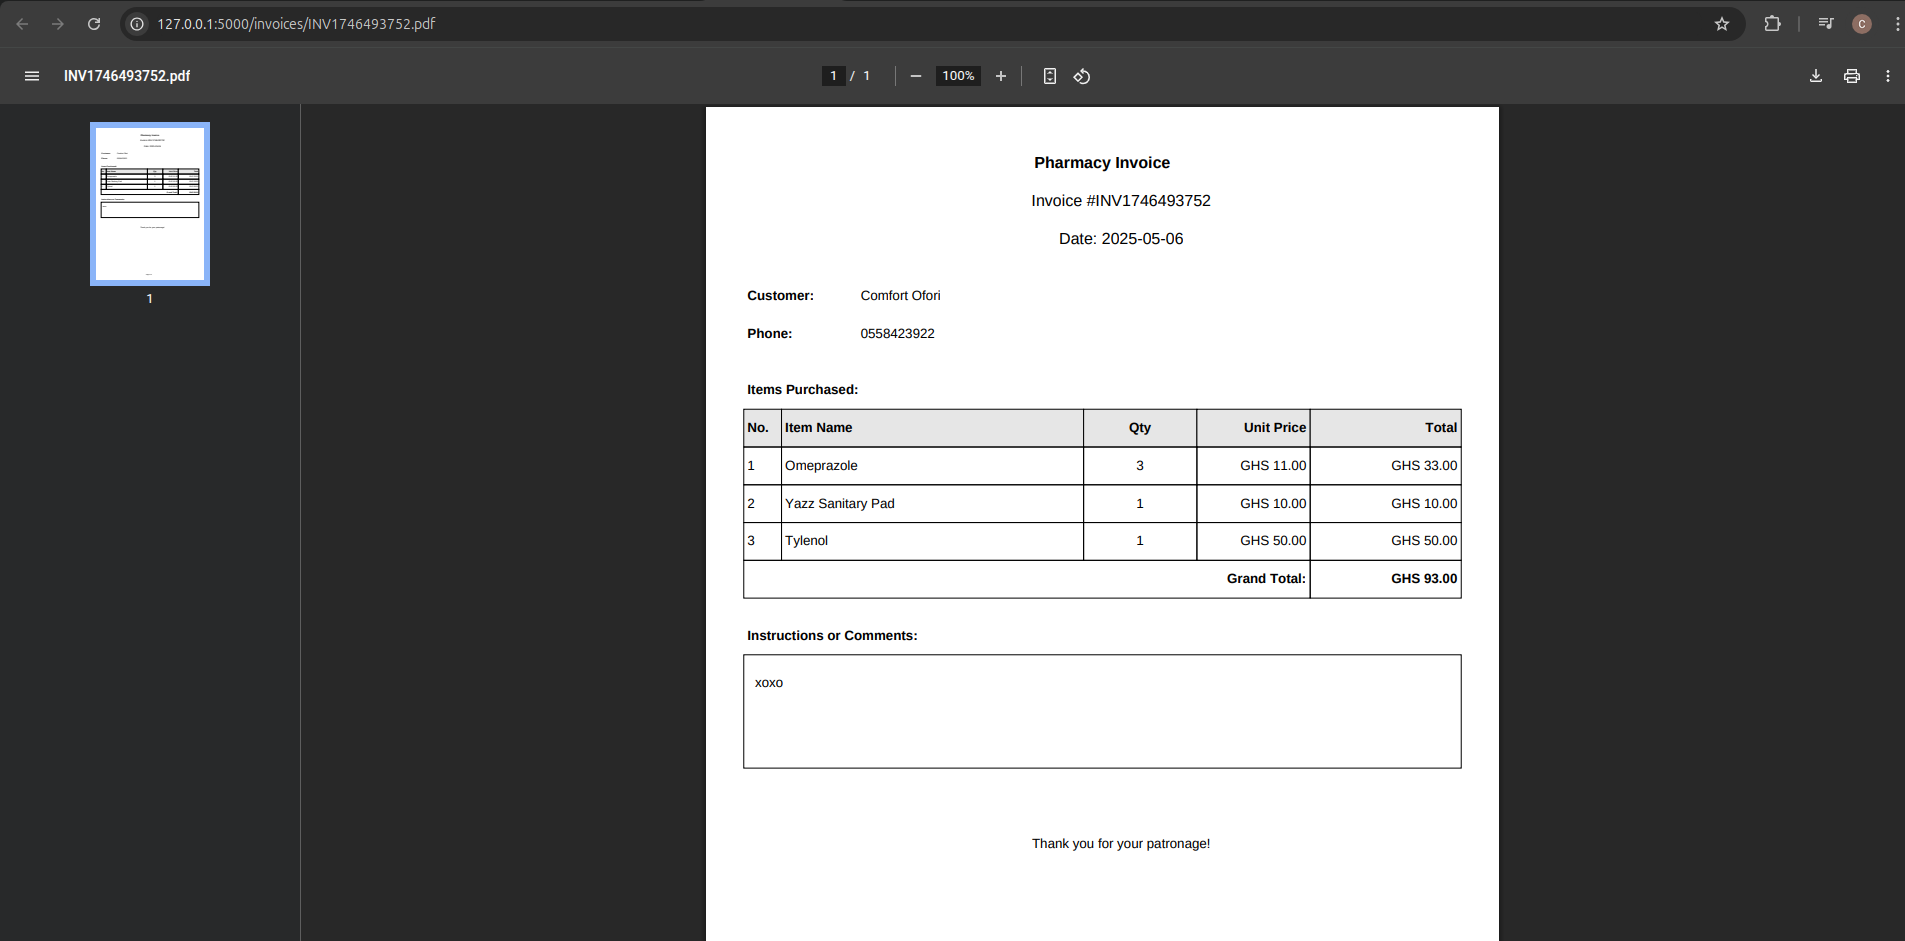 127.0.0.1:5000/invoices/INV1746493752.pdf
C
INV1746493752.pdf
1 / 1
100%
1
Pharmacy Invoice
Invoice #INV1746493752
Date: 2025-05-06
Customer: Comfort Ofori
Phone: 0558423922
Items Purchased:
No. Item Name Qty Unit Price Total
1 Omeprazole 3 GHS 11.00 GHS 33.00
2 Yazz Sanitary Pad 1 GHS 10.00 GHS 10.00
3 Tylenol 1 GHS 50.00 GHS 50.00
Grand Total: GHS 93.00
Instructions or Comments:
xoxo
Thank you for your patronage!